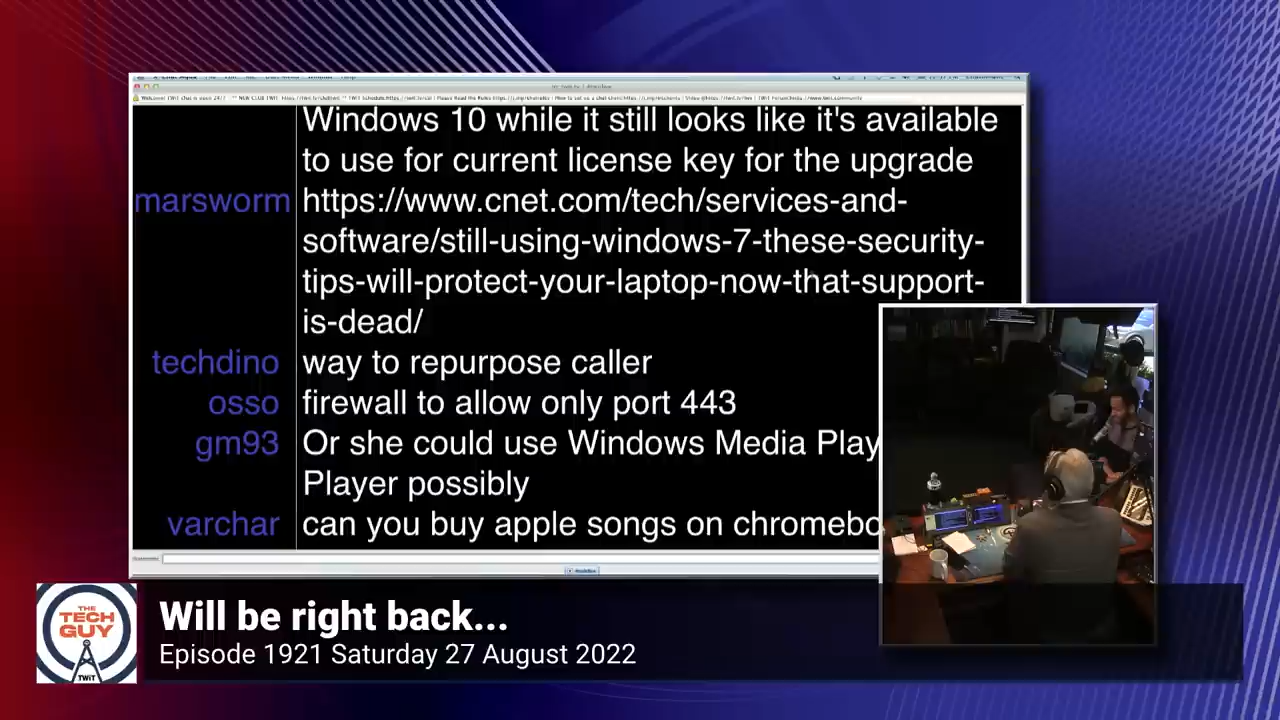 Windows 10 while it still looks like it's available
to use for current license key for the upgrade
marsworm https://www.cnet.com/tech/services-and-
software/still-using-windows-7-these-security-
tips-will-protect-your-laptop-now-that-support-
is-dead/
techdino way to repurpose caller
osso firewall to allow only port 443
gm93 Or she could use Windows Media Play
Player possibly
varchar can you buy apple songs on chromebo
THE
TECH
GUY
TWiT
Will be right back...
Episode 1921 Saturday 27 August 2022